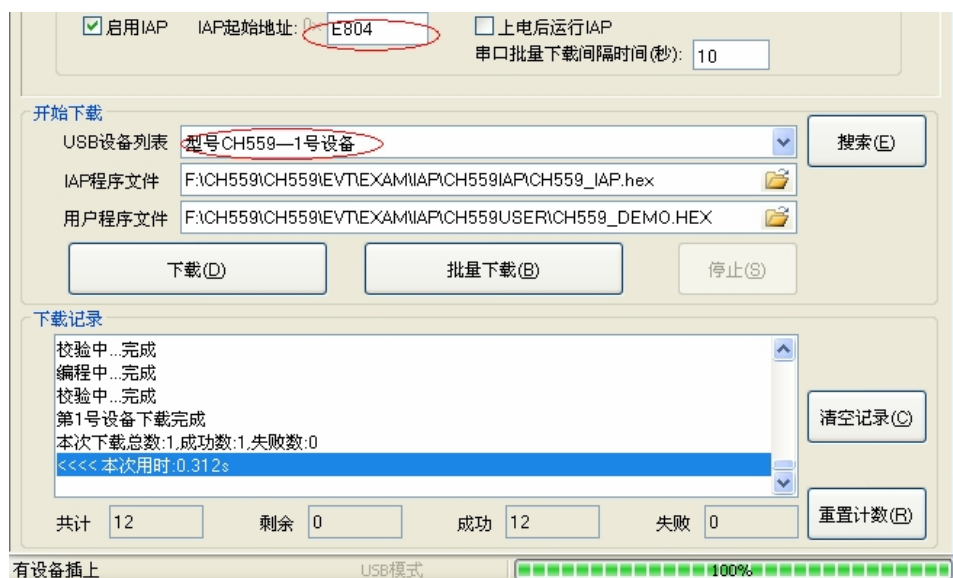 启用IAP IAP起始地址: 0x E804 上电后运行IAP
串口批量下载间隔时间(秒): 10
开始下载
USB设备列表 型号CH559—1号设备 搜索(E)
IAP程序文件 F:\CH559\CH559\EVT\EXAM\IAP\CH559IAP\CH559_IAP.hex
用户程序文件 F:\CH559\CH559\EVT\EXAM\IAP\CH559USER\CH559_DEMO.HEX
下载(D) 批量下载(B) 停止(S)
下载记录
校验中...完成
编程中...完成
校验中...完成
第1号设备下载完成
本次下载总数:1,成功数:1,失败数:0
<<<< 本次用时:0.312s
清空记录(C)
共计 12 剩余 0 成功 12 失败 0 重置计数(R)
有设备插上 USB模式 100%